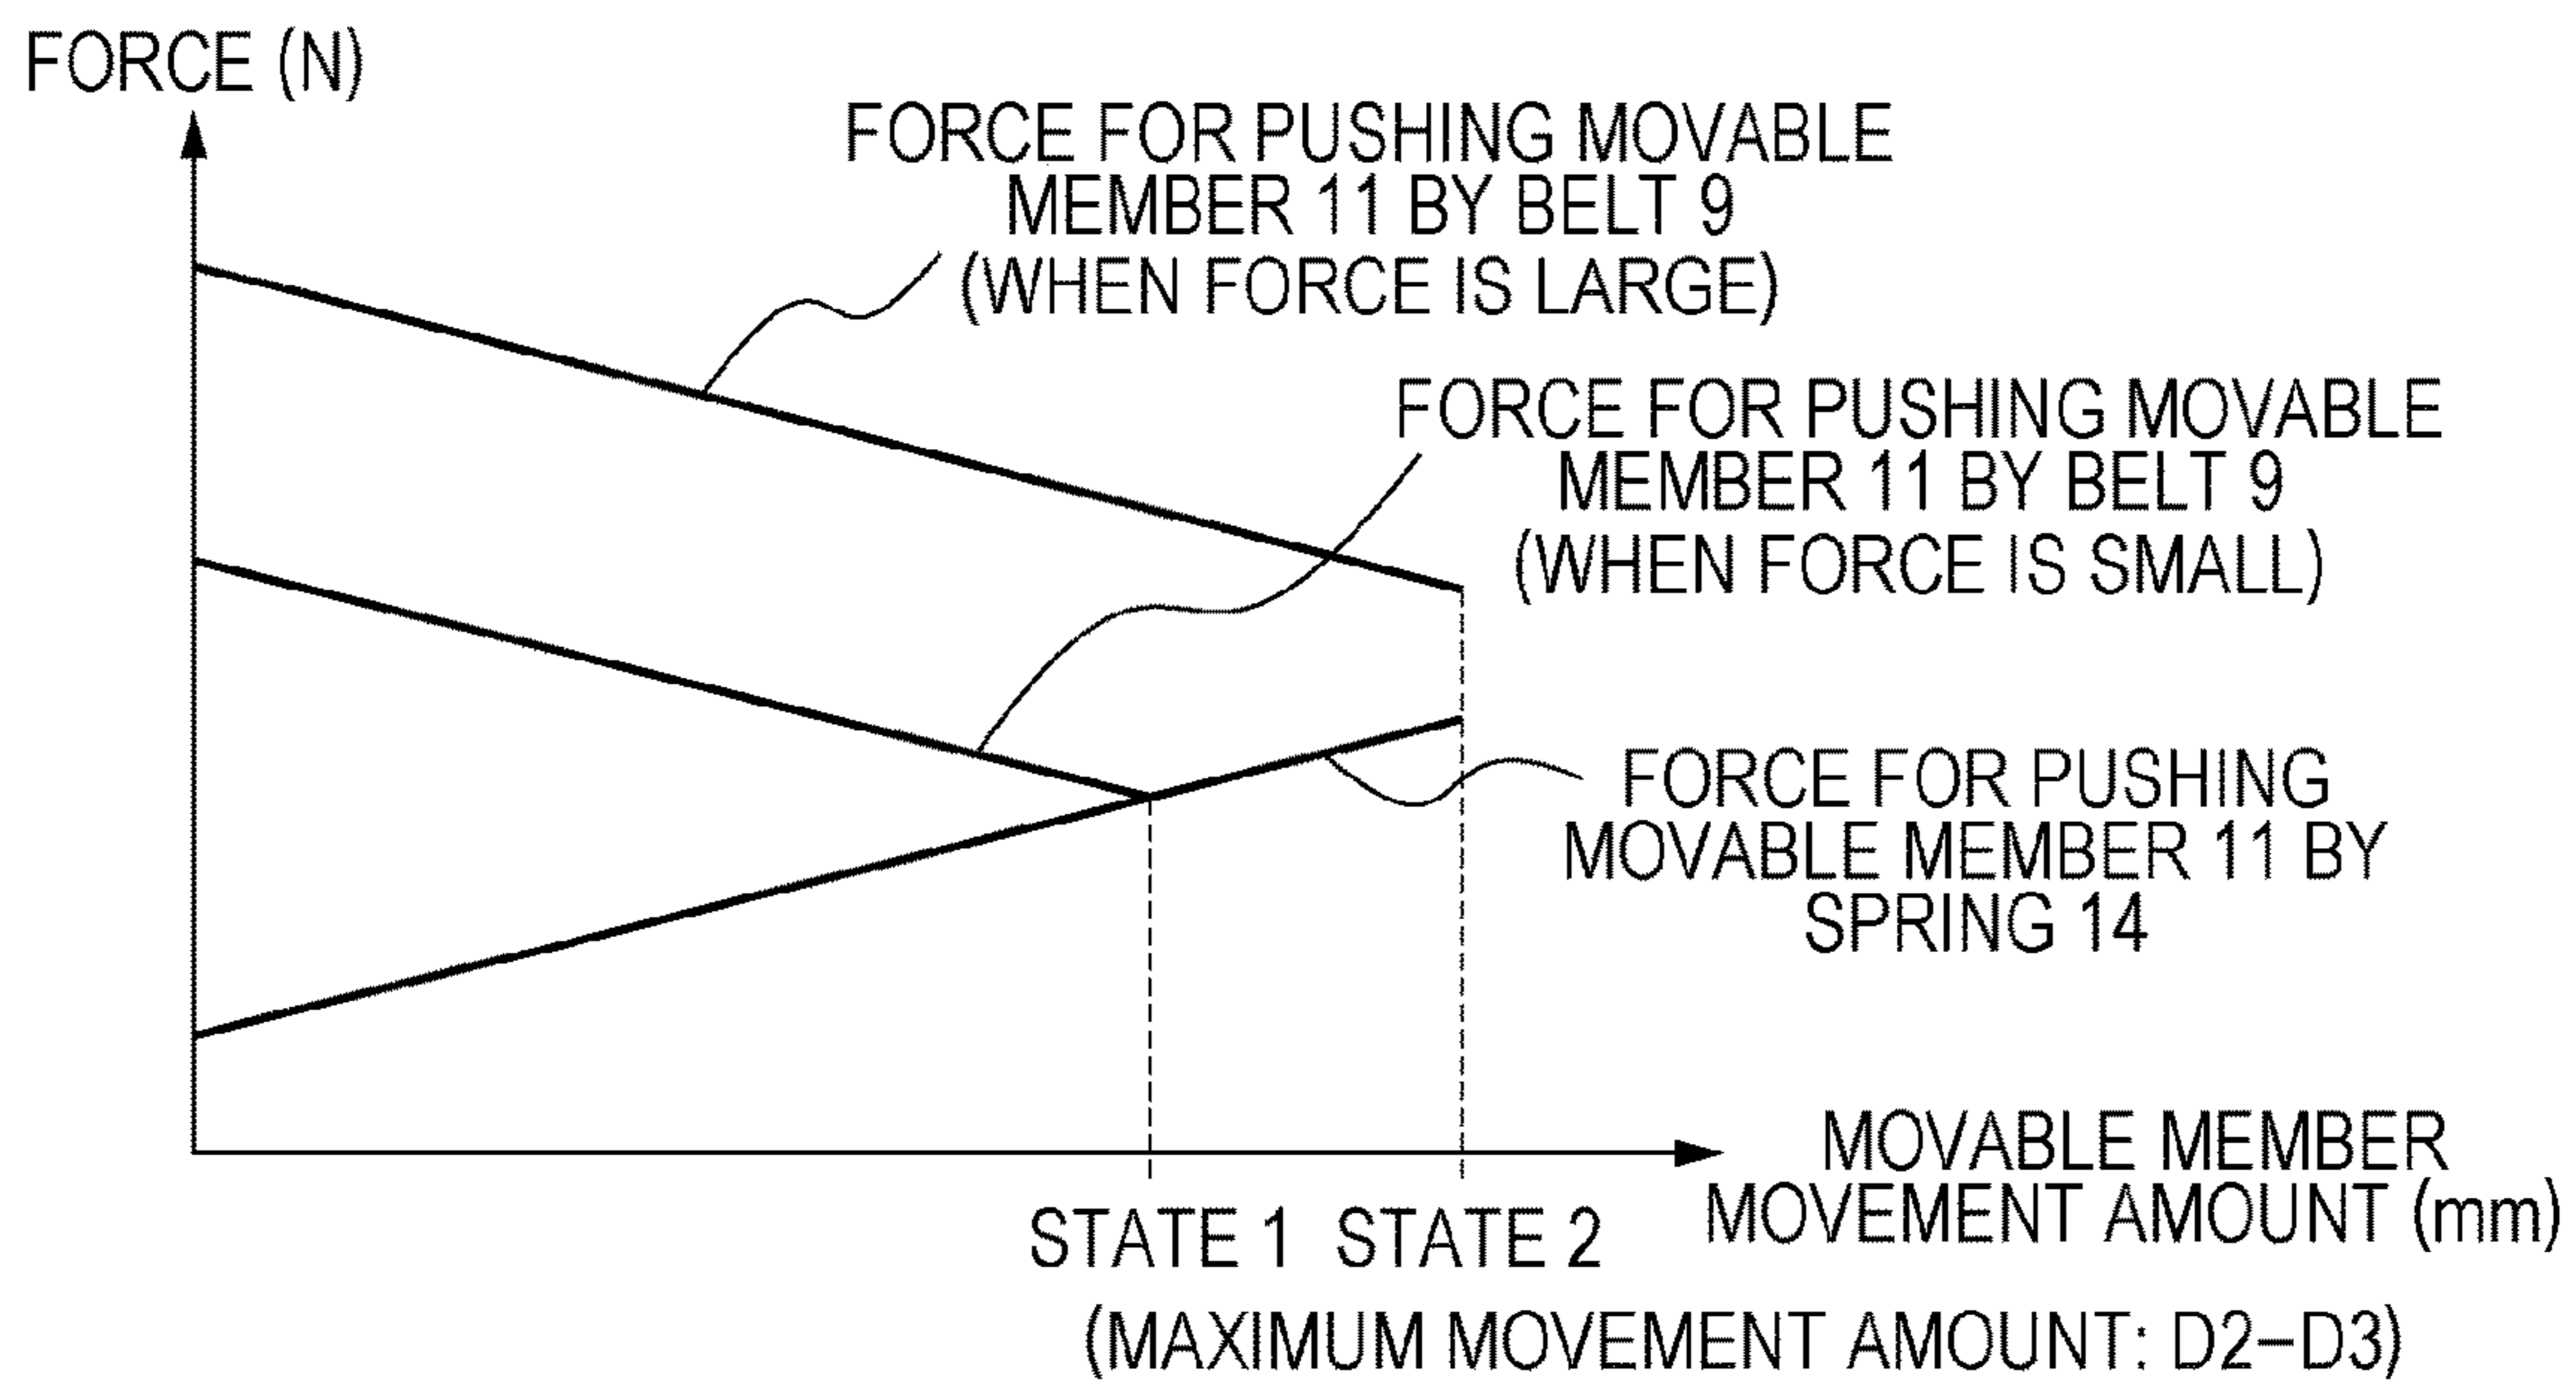 FORCE (N)
FORCE FOR PUSHING MOVABLE
MEMBER 11 BY BELT 9
(WHEN FORCE IS LARGE)
FORCE FOR PUSHING MOVABLE
MEMBER 11 BY BELT 9
(WHEN FORCE IS SMALL)
FORCE FOR PUSHING
MOVABLE MEMBER 11 BY
SPRING 14
MOVABLE MEMBER
MOVEMENT AMOUNT (mm)
STATE 1 STATE 2
(MAXIMUM MOVEMENT AMOUNT: D2−D3)